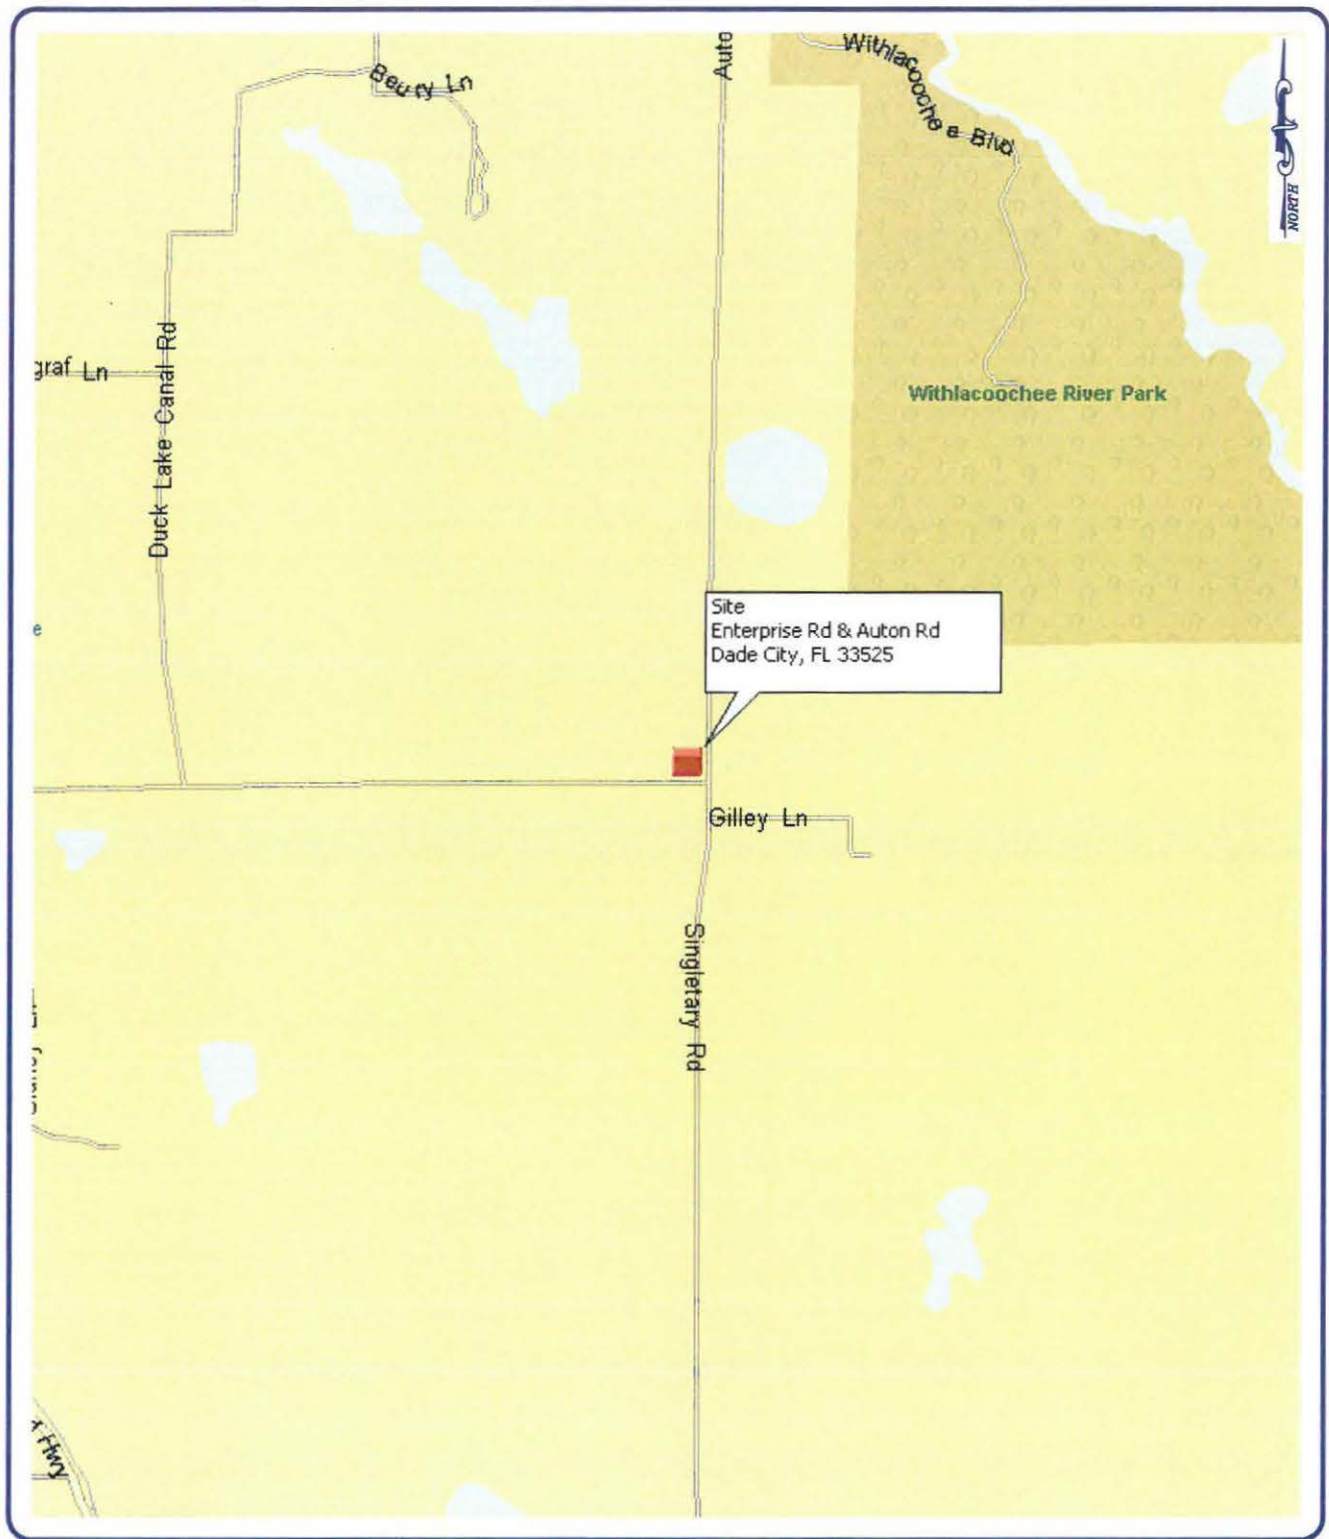 Beury Ln
Auto
Withlacoochee Blvd
NORTH
graf Ln
Duck Lake Canal Rd
Withlacoochee River Park
Site
Enterprise Rd & Auton Rd
Dade City, FL 33525
e
Gilley Ln
Singletary Rd
Hwy